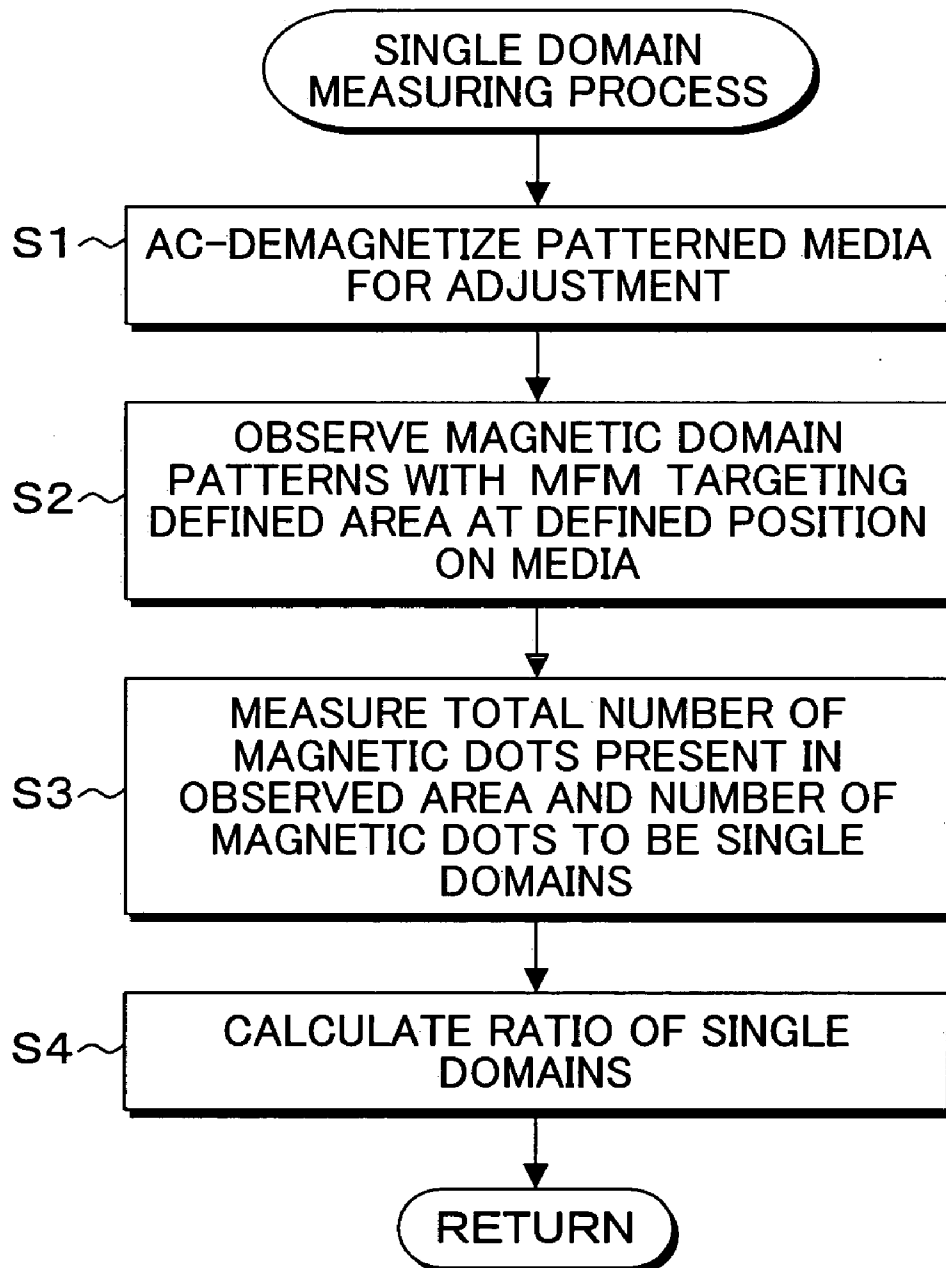 SINGLE DOMAIN
MEASURING PROCESS
S1
AC-DEMAGNETIZE PATTERNED MEDIA
FOR ADJUSTMENT
S2
OBSERVE MAGNETIC DOMAIN
PATTERNS WITH MFM TARGETING
DEFINED AREA AT DEFINED POSITION
ON MEDIA
S3
MEASURE TOTAL NUMBER OF
MAGNETIC DOTS PRESENT IN
OBSERVED AREA AND NUMBER OF
MAGNETIC DOTS TO BE SINGLE
DOMAINS
S4
CALCULATE RATIO OF SINGLE
DOMAINS
RETURN